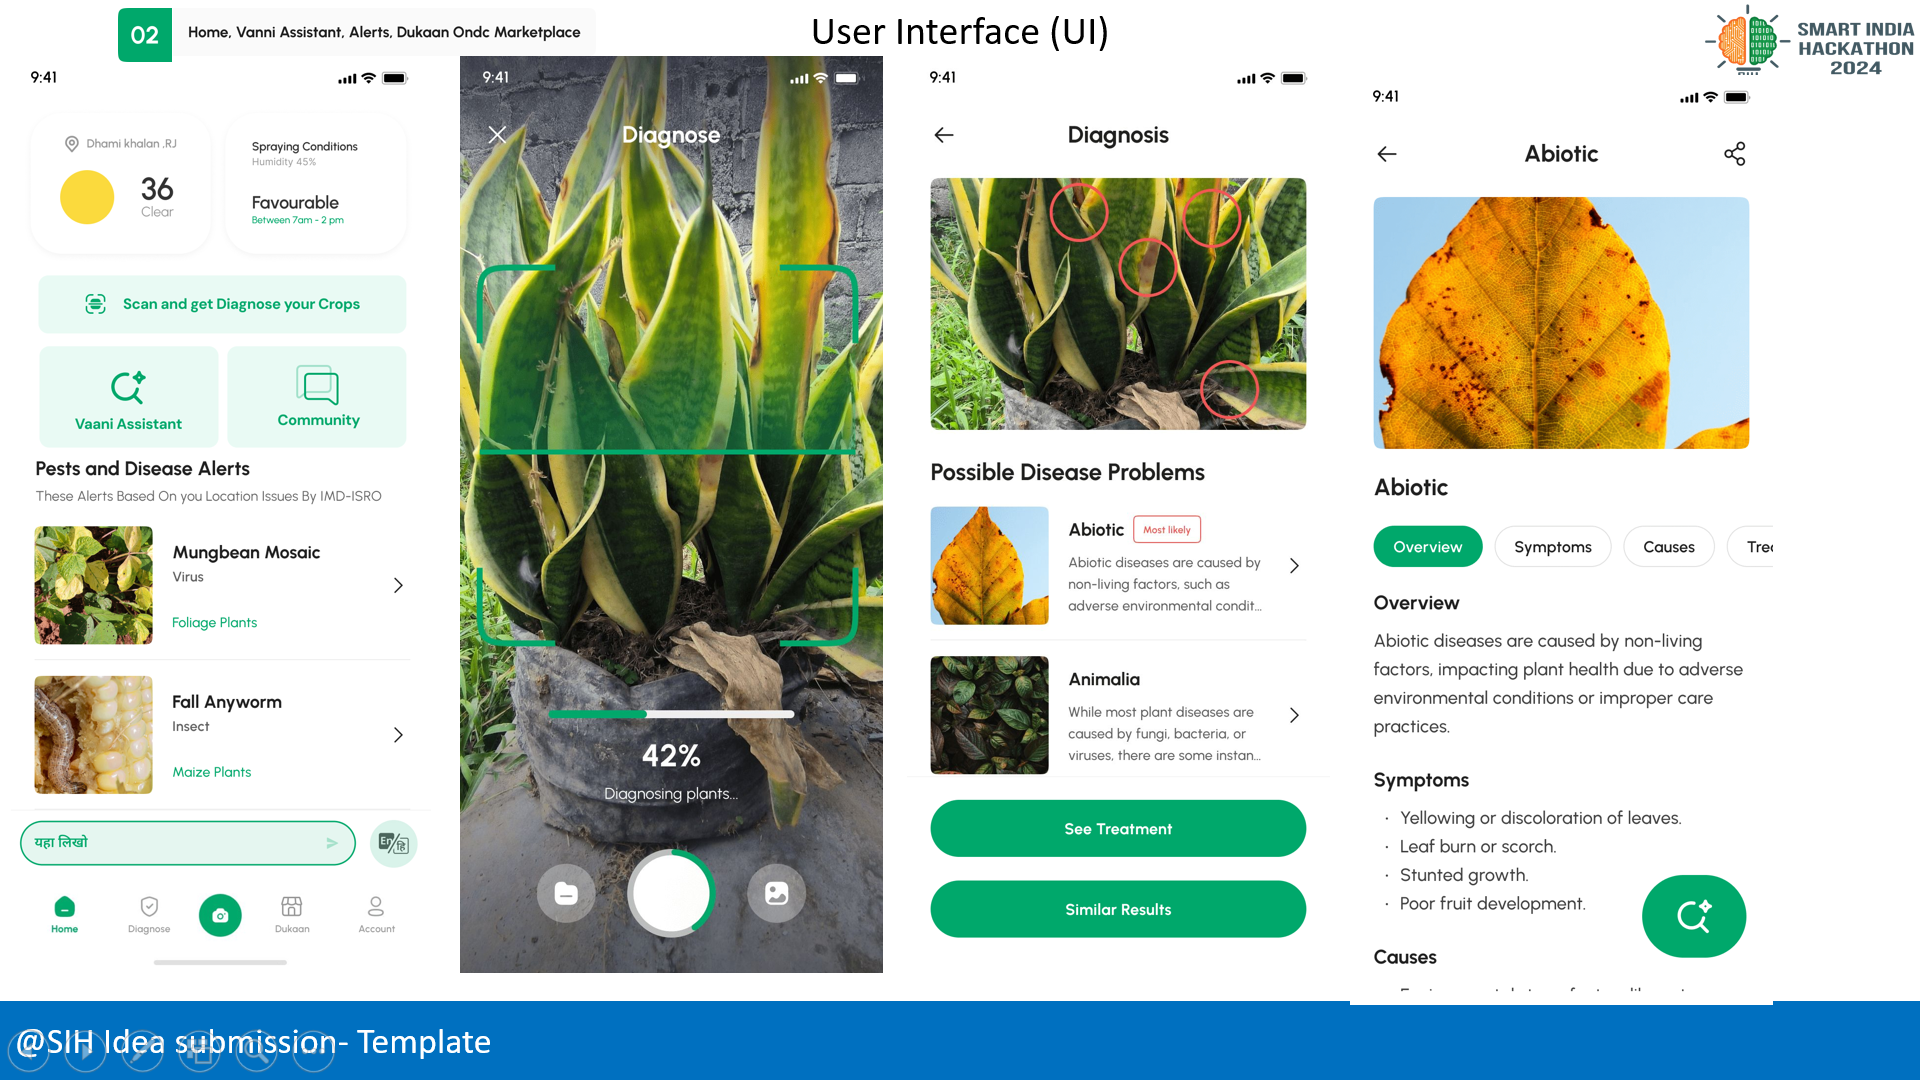 02
Home, Vanni Assistant, Alerts, Dukaan Ondc Marketplace
User Interface (UI)
SMART INDIA
HACKATHON
2024
9:41
Dhami khalan ,RJ
36
Clear
Spraying Conditions
Humidity 45%
Favourable
Between 7am - 2 pm
Scan and get Diagnose your Crops
Vaani Assistant
Community
Pests and Disease Alerts
These Alerts Based On you Location Issues By IMD-ISRO
Mungbean Mosaic
Virus
Foliage Plants
Fall Anyworm
Insect
Maize Plants
यहा लिखो
En/हि
Home
Diagnose
Dukaan
Account
9:41
Diagnose
42%
Diagnosing plants...
9:41
Diagnosis
Possible Disease Problems
Abiotic
Most likely
Abiotic diseases are caused by
non-living factors, such as
adverse environmental condit...
Animalia
While most plant diseases are
caused by fungi, bacteria, or
viruses, there are some instan...
See Treatment
Similar Results
9:41
Abiotic
Abiotic
Overview
Symptoms
Causes
Trea
Overview
Abiotic diseases are caused by non-living
factors, impacting plant health due to adverse
environmental conditions or improper care
practices.
Symptoms
· Yellowing or discoloration of leaves.
· Leaf burn or scorch.
· Stunted growth.
· Poor fruit development.
Causes
@SIH Idea submission- Template